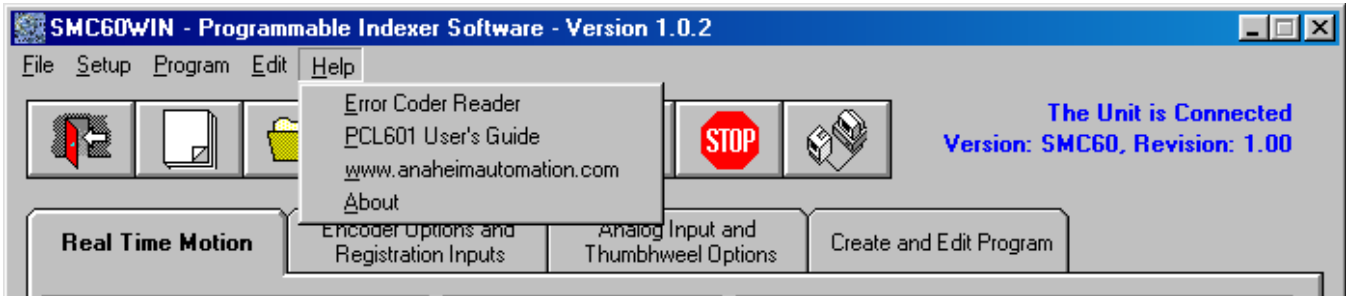 SMC60WIN - Programmable Indexer Software - Version 1.0.2
File Setup Program Edit Help
Error Coder Reader
PCL601 User's Guide
www.anaheimautomation.com
About
STOP
The Unit is Connected
Version: SMC60, Revision: 1.00
Real Time Motion
Encoder Options and
Registration Inputs
Analog Input and
Thumbhweel Options
Create and Edit Program